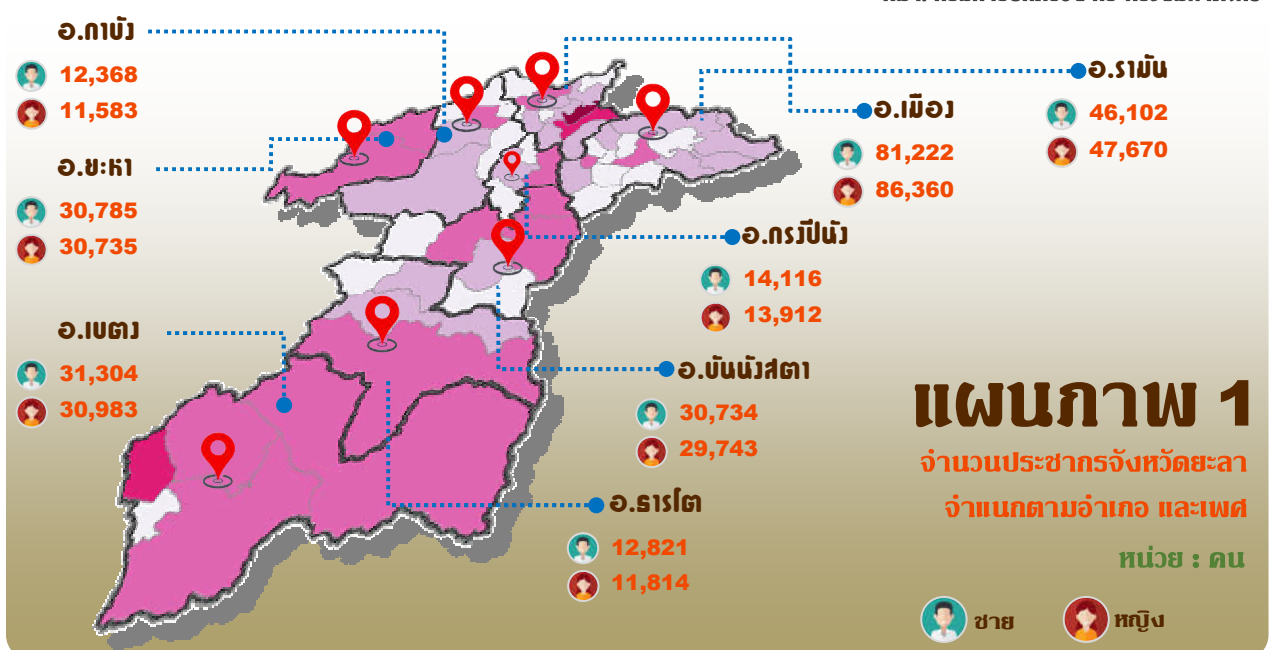 อ.กาบัง
12,368
11,583
อ.ยะหา
30,785
30,735
อ.เบตง
31,304
30,983
อ.รามัน
46,102
47,670
อ.เมือง
81,222
86,360
อ.กรงปินัง
14,116
13,912
อ.บันนังสตา
30,734
29,743
อ.ธารโต
12,821
11,814
แผนภาพ 1
จำนวนประชากรจังหวัดยะลา
จำแนกตามอำเภอ และเพศ
หน่วย : คน
ชาย
หญิง